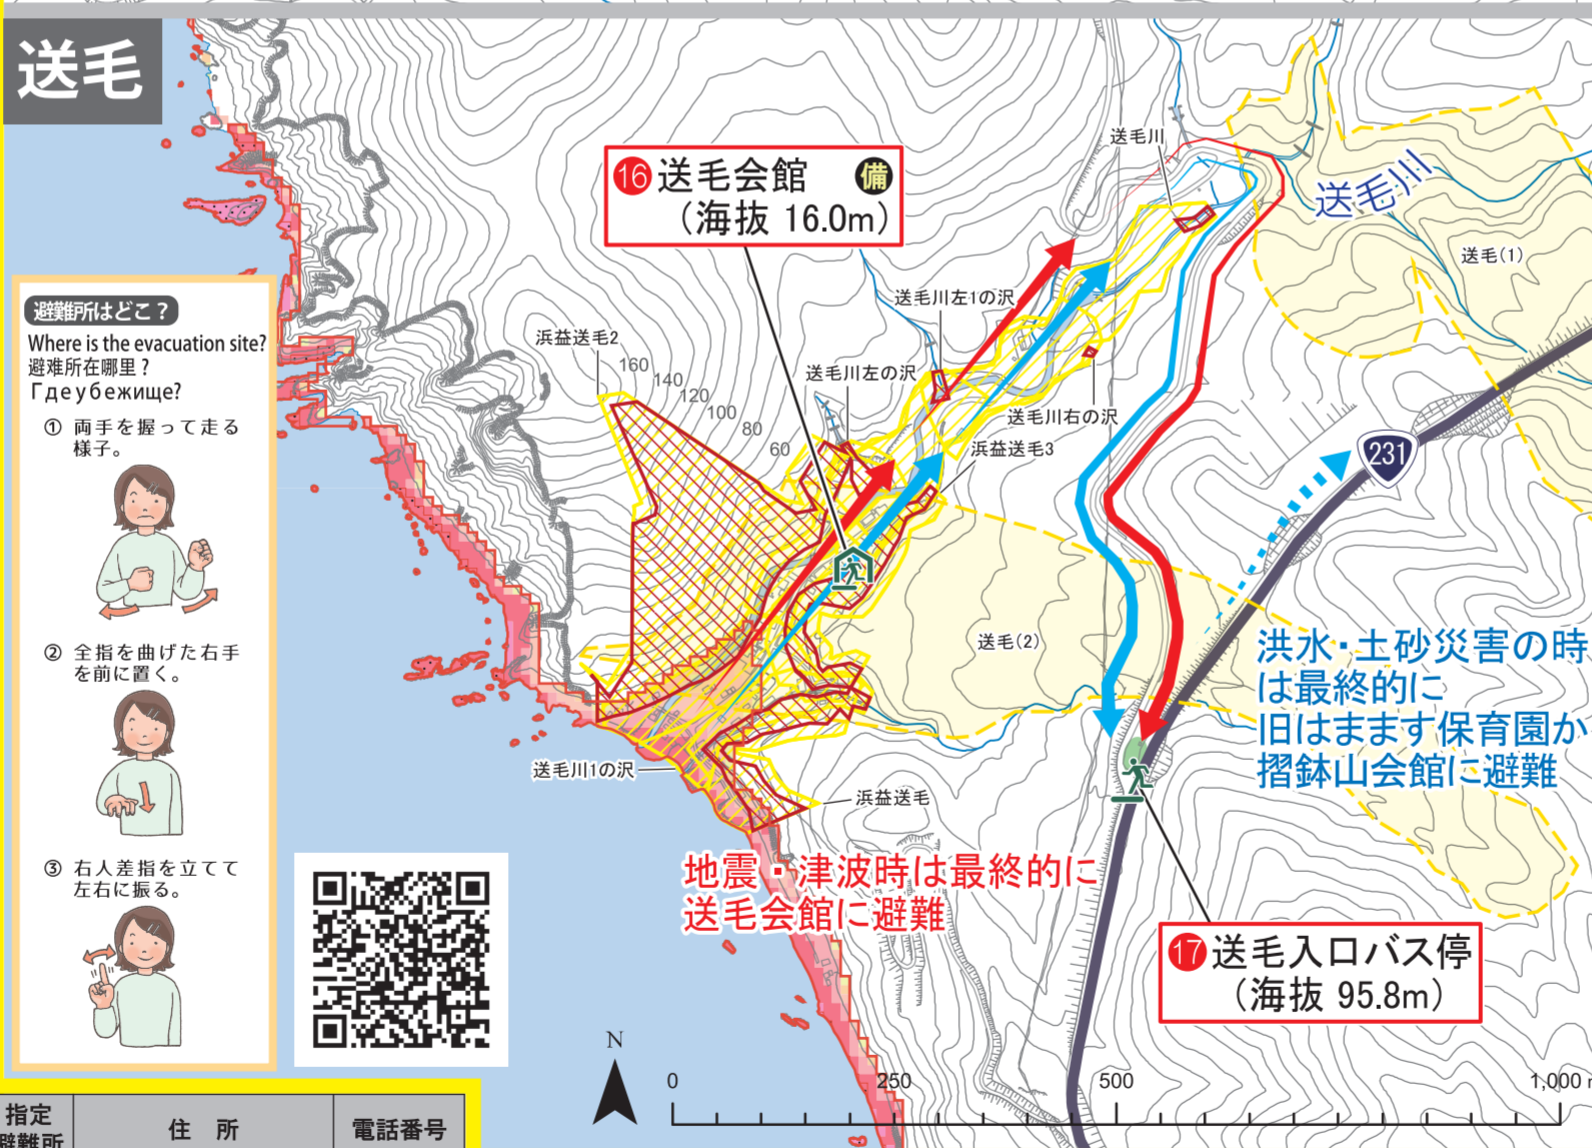 送毛
避難所はどこ？
Where is the evacuation site?
避难所在哪里？
Где убежище?
① 両手を握って走る
様子。
② 全指を曲げた右手
を前に置く。
③ 右人差指を立てて
左右に振る。
16 送毛会館 備
（海抜 16.0m）
送毛川
送毛川
送毛(1)
送毛川左1の沢
浜益送毛2
160
140
120
100
80
60
送毛川左の沢
送毛川右の沢
浜益送毛3
231
送毛(2)
洪水・土砂災害の時
は最終的に
旧はまます保育園か
摺鉢山会館に避難
送毛川1の沢
浜益送毛
地震・津波時は最終的に
送毛会館に避難
17 送毛入口バス停
（海抜 95.8m）
N
0 250 500 1,000
指定
避難所
住 所
電話番号